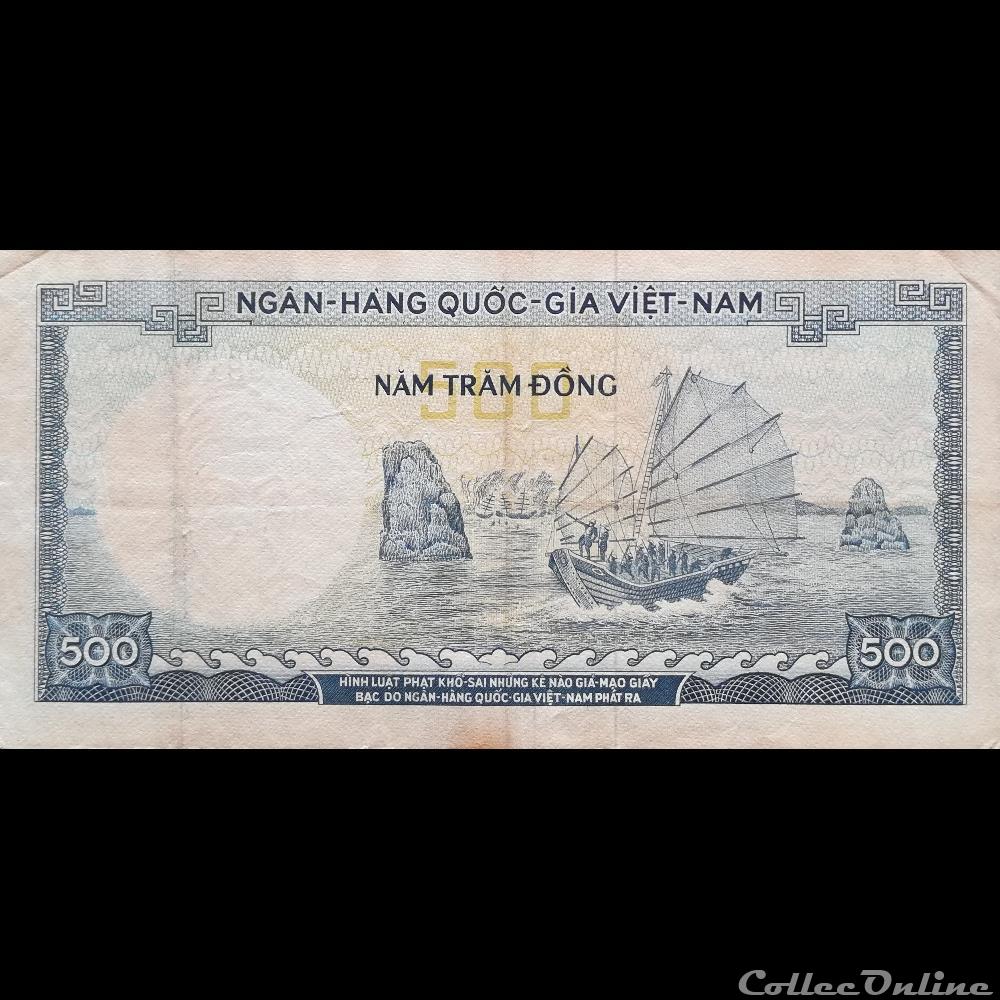 NGÂN-HÀNG QUỐC-GIA VIỆT-NAM
500
NĂM TRĂM ĐỒNG
500 500
HÌNH LUẬT PHẠT KHỔ-SAI NHỮNG KẺ NÀO GIẢ-MẠO GIẤY
BẠC DO NGÂN-HÀNG QUỐC-GIA VIỆT-NAM PHÁT RA
CollecOnline